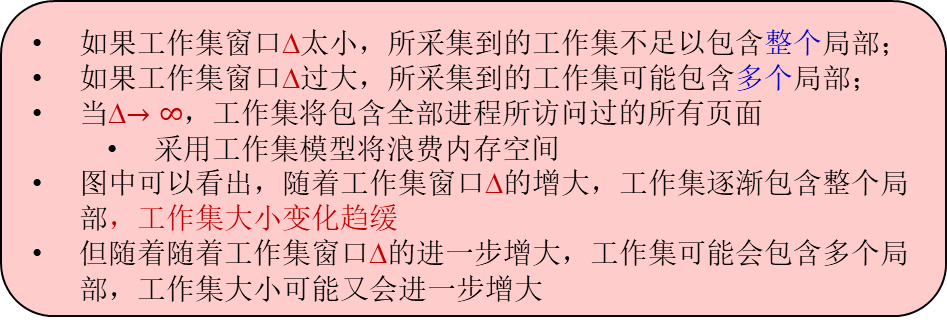 • 如果工作集窗口Δ太小，所采集到的工作集不足以包含整个局部；
• 如果工作集窗口Δ过大，所采集到的工作集可能包含多个局部；
• 当Δ→ ∞，工作集将包含全部进程所访问过的所有页面
• 采用工作集模型将浪费内存空间
• 图中可以看出，随着工作集窗口Δ的增大，工作集逐渐包含整个局
部，工作集大小变化趋缓
• 但随着随着工作集窗口Δ的进一步增大，工作集可能会包含多个局
部，工作集大小可能又会进一步增大